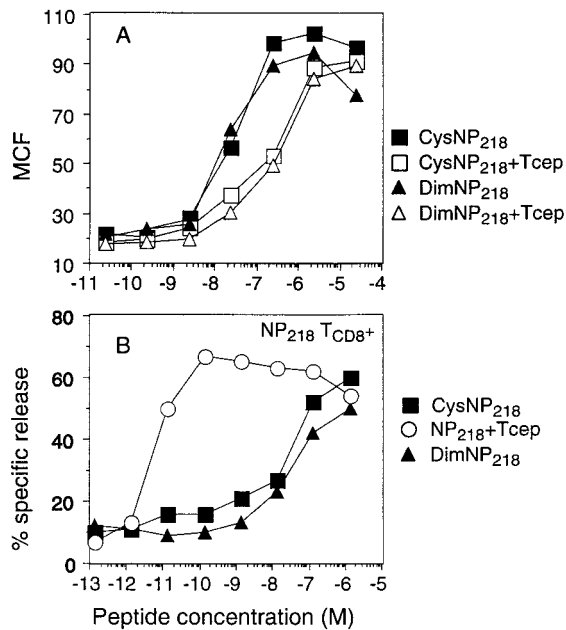 A
110
90
70
50
30
10
MCF
-11 -10 -9 -8 -7 -6 -5 -4
CysNP218
CysNP218+Tcep
DimNP218
DimNP218+Tcep
B
NP218 TCD8+
80
60
40
20
0
% specific release
-13 -12 -11 -10 -9 -8 -7 -6 -5
Peptide concentration (M)
CysNP218
NP218+Tcep
DimNP218